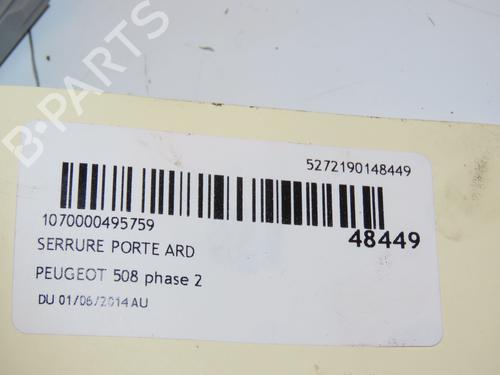 5272190148449
1070000495759
48449
SERRURE PORTE ARD
PEUGEOT 508 phase 2
DU 01/06/2014 AU
B-PARTS